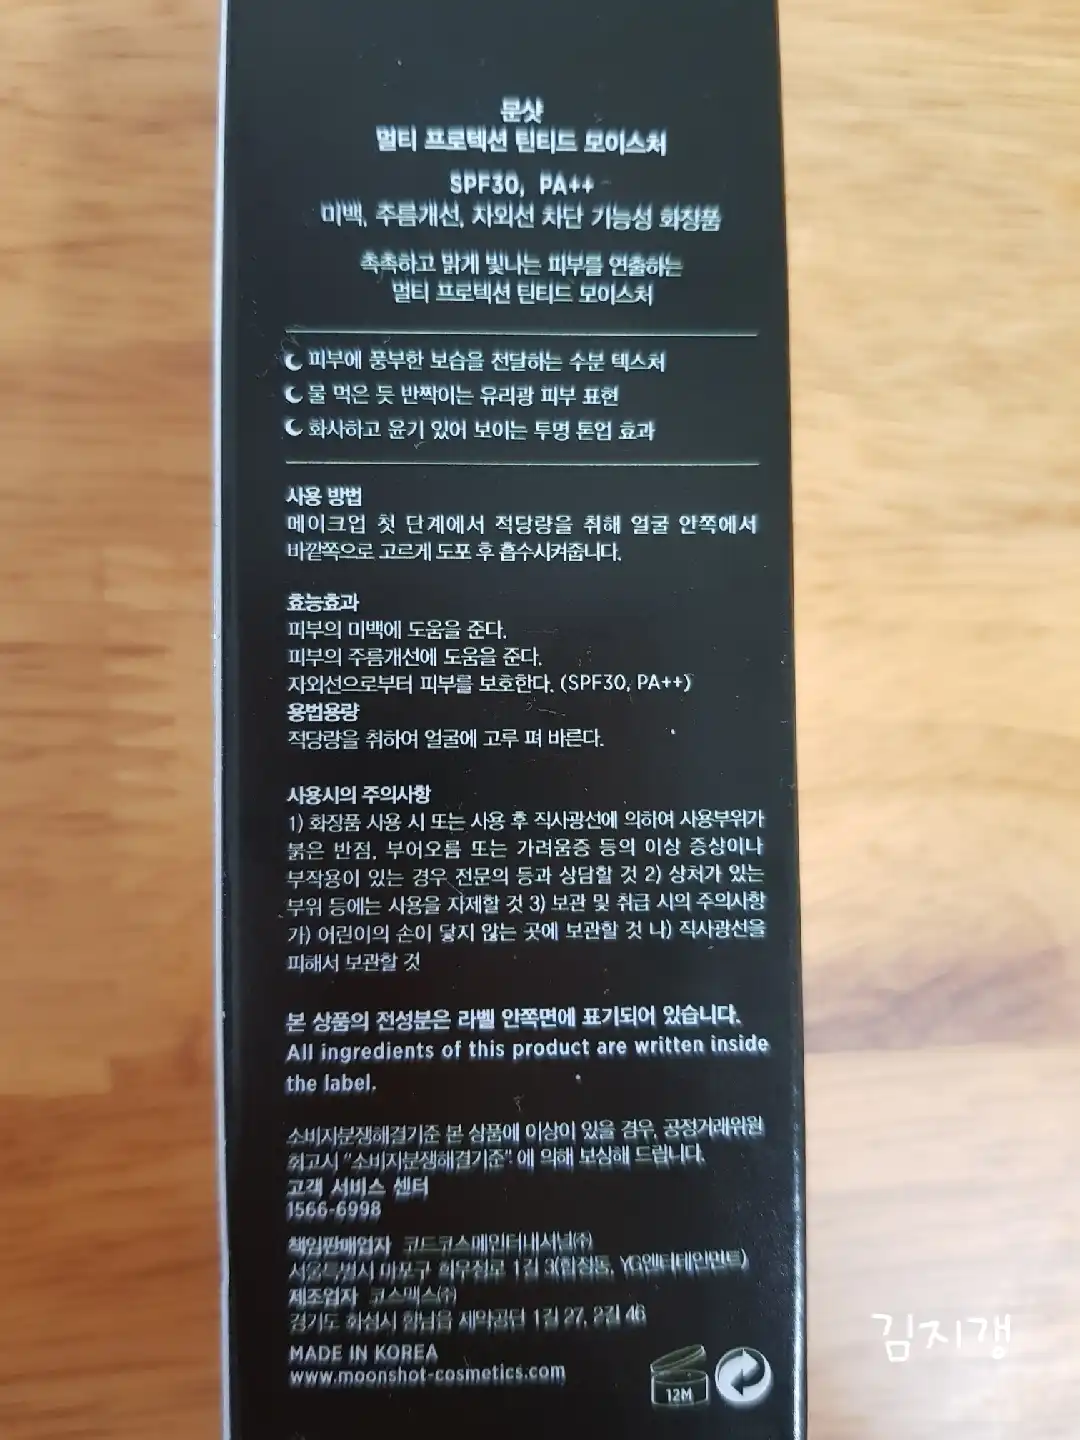 문샷
멀티 프로텍션 틴티드 모이스처
SPF30, PA++
미백, 주름개선, 자외선 차단 기능성 화장품
촉촉하고 맑게 빛나는 피부를 연출하는
멀티 프로텍션 틴티드 모이스처
피부에 풍부한 보습을 전달하는 수분 텍스처
물 먹은 듯 반짝이는 유리광 피부 표현
화사하고 윤기 있어 보이는 투명 톤업 효과
사용 방법
메이크업 첫 단계에서 적당량을 취해 얼굴 안쪽에서
바깥쪽으로 고르게 도포 후 흡수시켜줍니다.
효능효과
피부의 미백에 도움을 준다.
피부의 주름개선에 도움을 준다.
자외선으로부터 피부를 보호한다. (SPF30, PA++)
용법용량
적당량을 취하여 얼굴에 고루 펴 바른다.
사용시의 주의사항
1) 화장품 사용 시 또는 사용 후 직사광선에 의하여 사용부위가
붉은 반점, 부어오름 또는 가려움증 등의 이상 증상이나
부작용이 있는 경우 전문의 등과 상담할 것 2) 상처가 있는
부위 등에는 사용을 자제할 것 3) 보관 및 취급 시의 주의사항
가) 어린이의 손이 닿지 않는 곳에 보관할 것 나) 직사광선을
피해서 보관할 것
본 상품의 전성분은 라벨 안쪽면에 표기되어 있습니다.
All ingredients of this product are written inside
the label.
소비자분쟁해결기준 본 상품에 이상이 있을 경우, 공정거래위원
회고시 "소비자분쟁해결기준" 에 의해 보상해 드립니다.
고객 서비스 센터
1566-6998
책임판매업자 코드코스메인터내셔널㈜
서울특별시 마포구 희우정로 1길 3(합정동, YG엔터테인먼트)
제조업자 코스맥스㈜
경기도 화성시 향남읍 제약공단 1길 27, 2길 46
MADE IN KOREA
www.moonshot-cosmetics.com
12M
김지갱